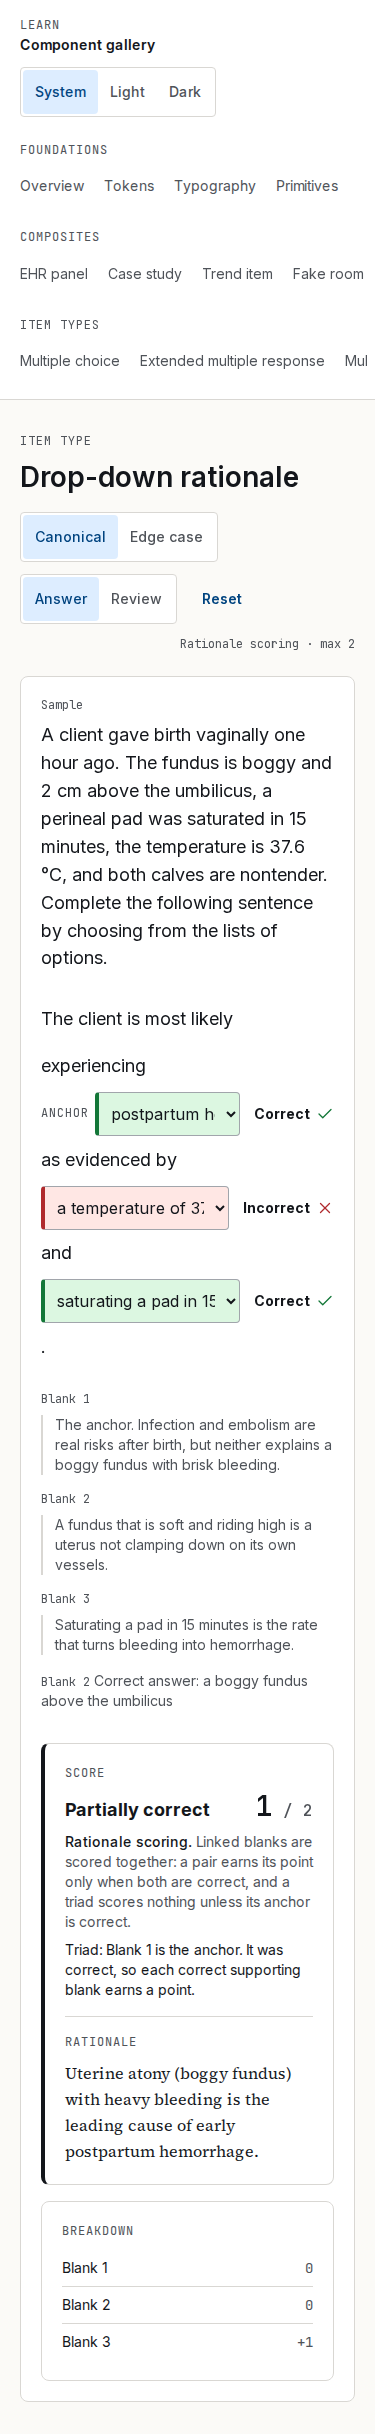 LEARN
Component gallery
System Light Dark
FOUNDATIONS
Overview Tokens Typography Primitives
COMPOSITES
EHR panel Case study Trend item Fake room
ITEM TYPES
Multiple choice Extended multiple response Mul
ITEM TYPE
Drop-down rationale
Canonical Edge case
Answer Review Reset
Rationale scoring · max 2
Sample
A client gave birth vaginally one
hour ago. The fundus is boggy and
2 cm above the umbilicus, a
perineal pad was saturated in 15
minutes, the temperature is 37.6
°C, and both calves are nontender.
Complete the following sentence
by choosing from the lists of
options.
The client is most likely
experiencing
ANCHOR postpartum he Correct
as evidenced by
a temperature of 37. Incorrect
and
saturating a pad in 15 Correct
.
Blank 1
The anchor. Infection and embolism are
real risks after birth, but neither explains a
boggy fundus with brisk bleeding.
Blank 2
A fundus that is soft and riding high is a
uterus not clamping down on its own
vessels.
Blank 3
Saturating a pad in 15 minutes is the rate
that turns bleeding into hemorrhage.
Blank 2 Correct answer: a boggy fundus
above the umbilicus
SCORE
Partially correct 1 / 2
Rationale scoring. Linked blanks are
scored together: a pair earns its point
only when both are correct, and a
triad scores nothing unless its anchor
is correct.
Triad: Blank 1 is the anchor. It was
correct, so each correct supporting
blank earns a point.
RATIONALE
Uterine atony (boggy fundus)
with heavy bleeding is the
leading cause of early
postpartum hemorrhage.
BREAKDOWN
Blank 1 0
Blank 2 0
Blank 3 +1